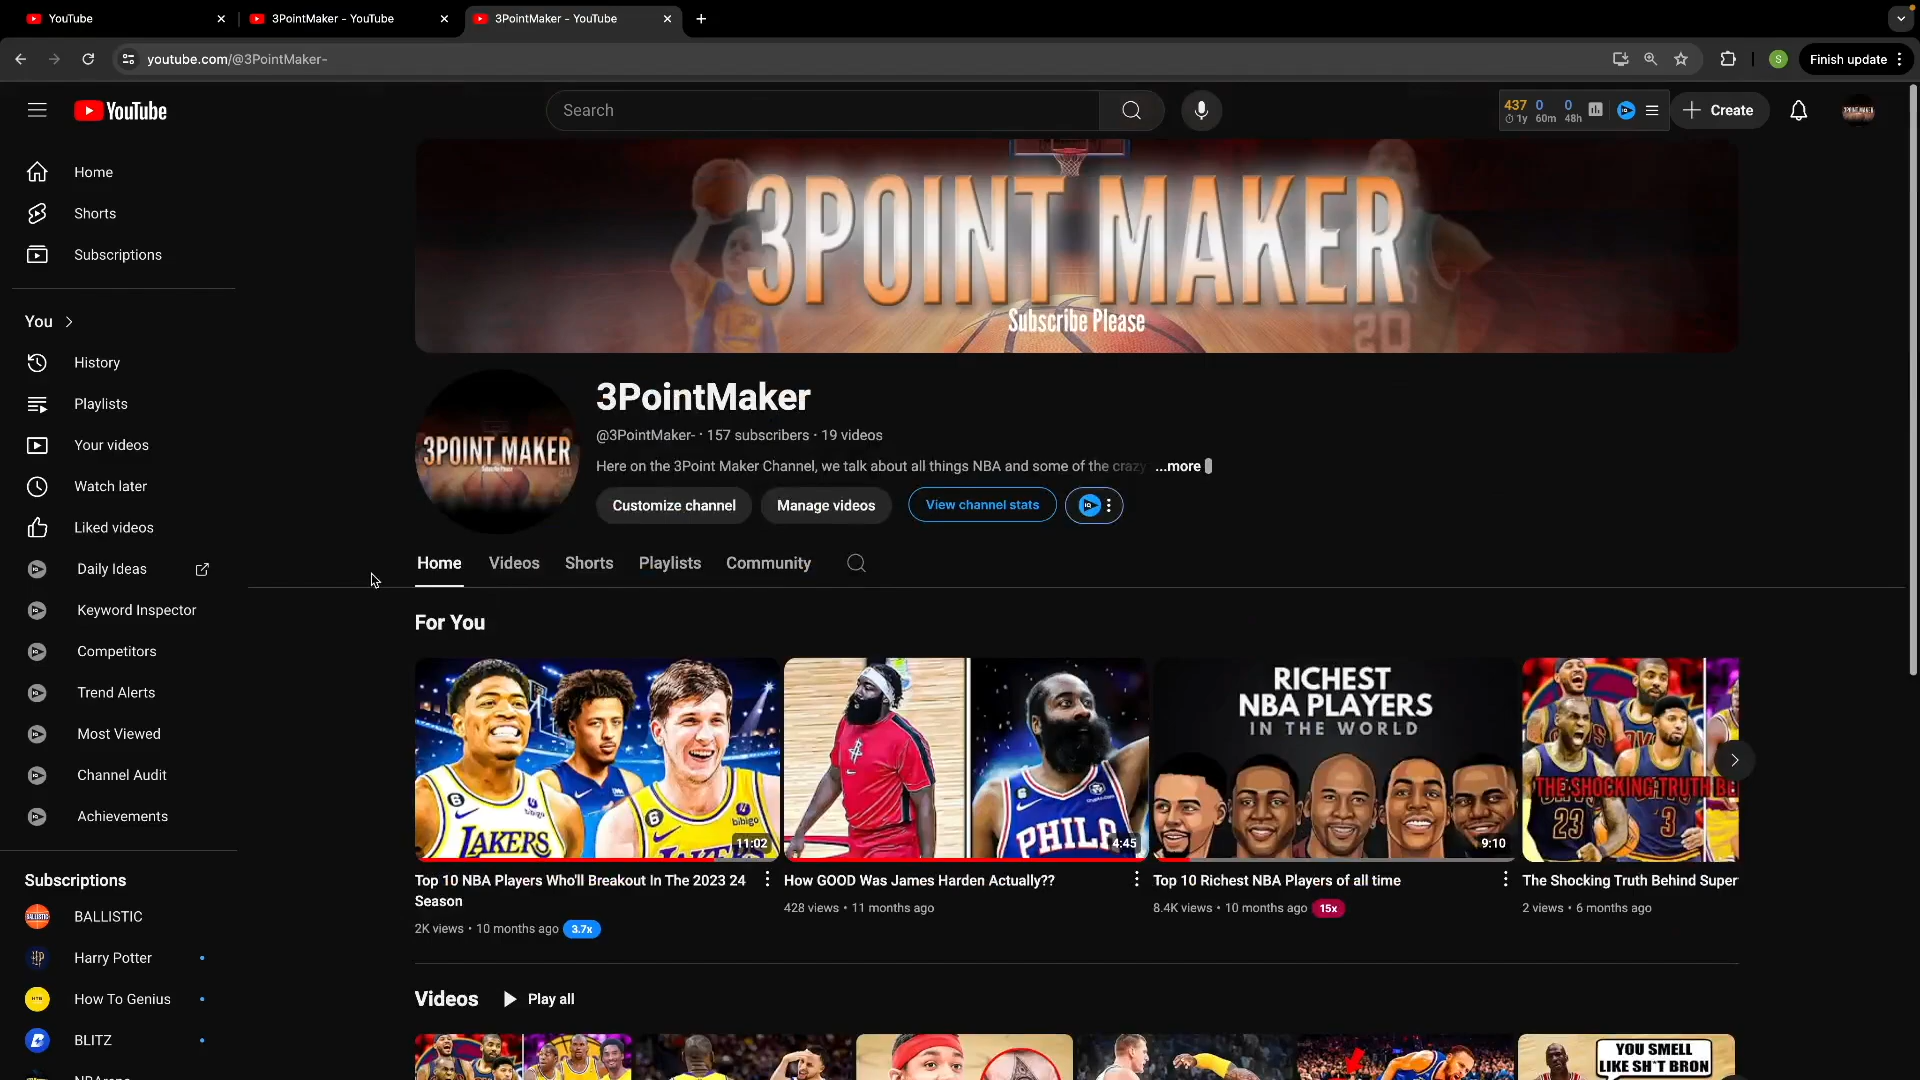 YouTube
3PointMaker - YouTube
3PointMaker - YouTube
youtube.com/@3PointMaker-
S
Finish update
YouTube
Search
437 0 0
1y 60m 48h
Create
Home
Shorts
Subscriptions
You
History
Playlists
Your videos
Watch later
Liked videos
Daily Ideas
Keyword Inspector
Competitors
Trend Alerts
Most Viewed
Channel Audit
Achievements
Subscriptions
BALLISTIC
Harry Potter
How To Genius
BLITZ
3POINT MAKER
Subscribe Please
20
3POINT MAKER
3PointMaker
@3PointMaker- · 157 subscribers · 19 videos
Here on the 3Point Maker Channel, we talk about all things NBA and some of the crazy ...more
Customize channel
Manage videos
View channel stats
Home
Videos
Shorts
Playlists
Community
For You
6
LAKERS
bibigo
6
11:02
Top 10 NBA Players Who'll Breakout In The 2023 24
Season
2K views · 10 months ago 3.7x
PHILA
4:45
How GOOD Was James Harden Actually??
428 views · 11 months ago
RICHEST
NBA PLAYERS
IN THE WORLD
9:10
Top 10 Richest NBA Players of all time
8.4K views · 10 months ago 15x
THE SHOCKING TRUTH BE
23
3
The Shocking Truth Behind Super
2 views · 6 months ago
Videos
Play all
YOU SMELL
LIKE SH*T BRON